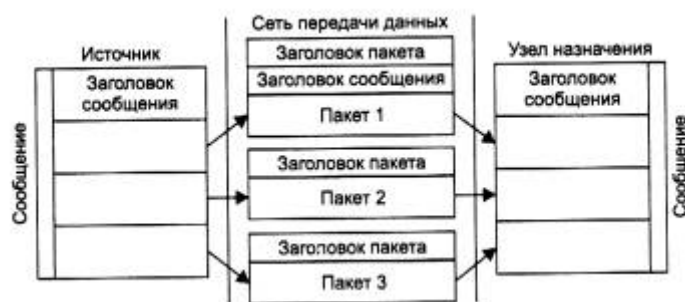 Сеть передачи данных
Источник
Заголовок пакета
Узел назначения
Заголовок
сообщения
Заголовок сообщения
Заголовок
сообщения
Пакет 1
Сообщение
Заголовок пакета
Пакет 2
Сообщение
Заголовок пакета
Пакет 3